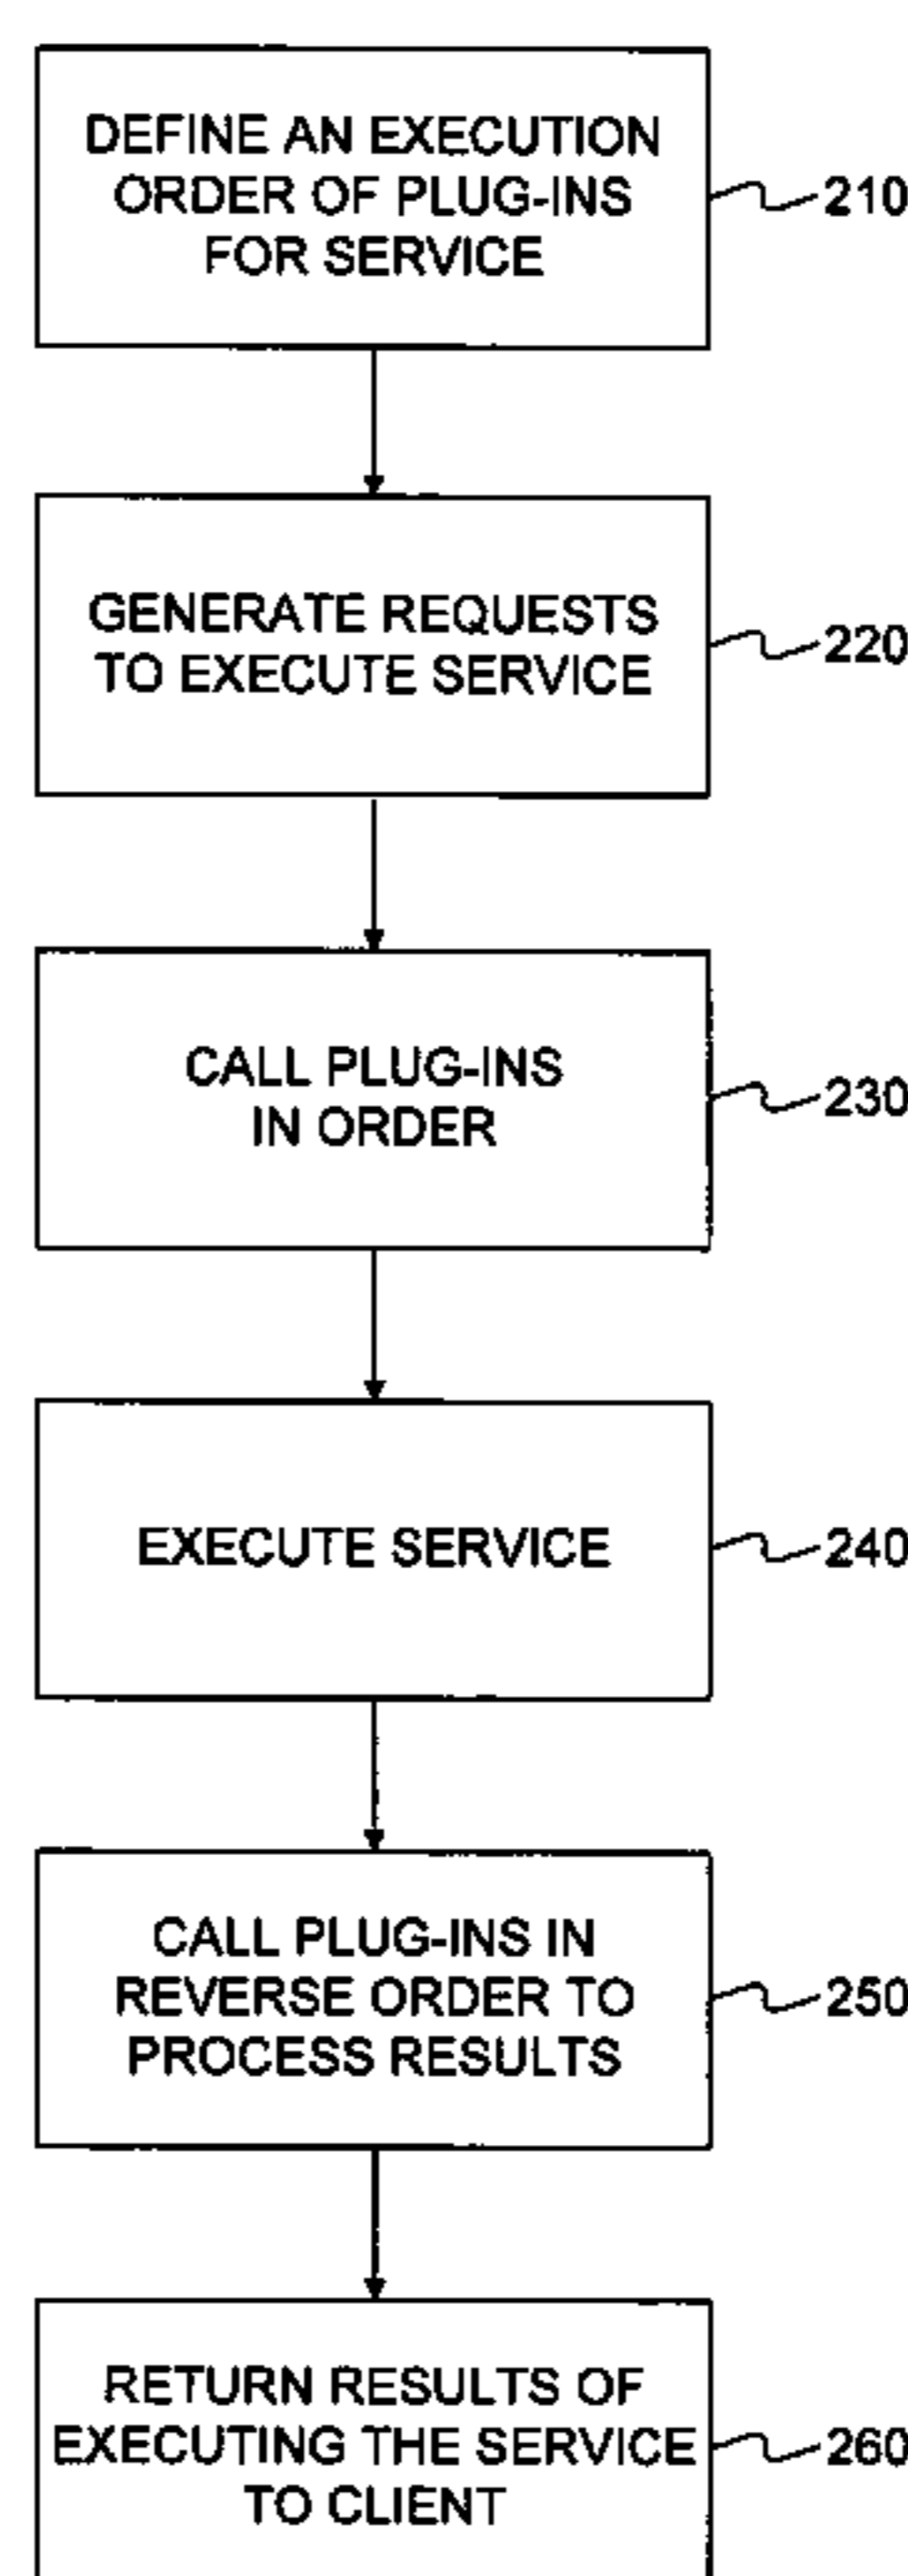 DEFINE AN EXECUTION
ORDER OF PLUG-INS
FOR SERVICE
210
GENERATE REQUESTS
TO EXECUTE SERVICE
220
CALL PLUG-INS
IN ORDER
230
EXECUTE SERVICE
240
CALL PLUG-INS IN
REVERSE ORDER TO
PROCESS RESULTS
250
RETURN RESULTS OF
EXECUTING THE SERVICE
TO CLIENT
260